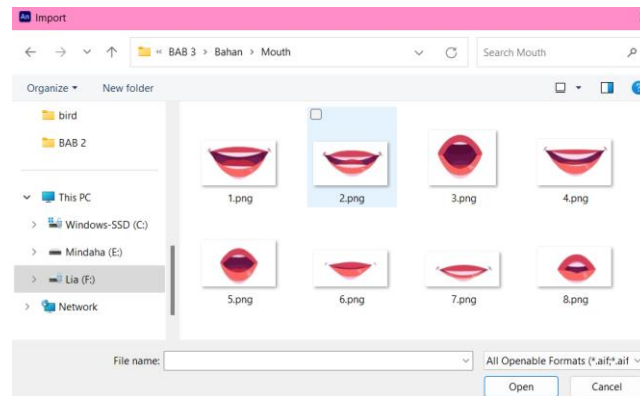 An Import
« BAB 3 > Bahan > Mouth
Search Mouth
Organize
New folder
bird
BAB 2
This PC
Windows-SSD (C:)
Mindaha (E:)
Lia (F:)
Network
1.png
2.png
3.png
4.png
5.png
6.png
7.png
8.png
File name:
All Openable Formats (*.aif;*.aif
Open
Cancel